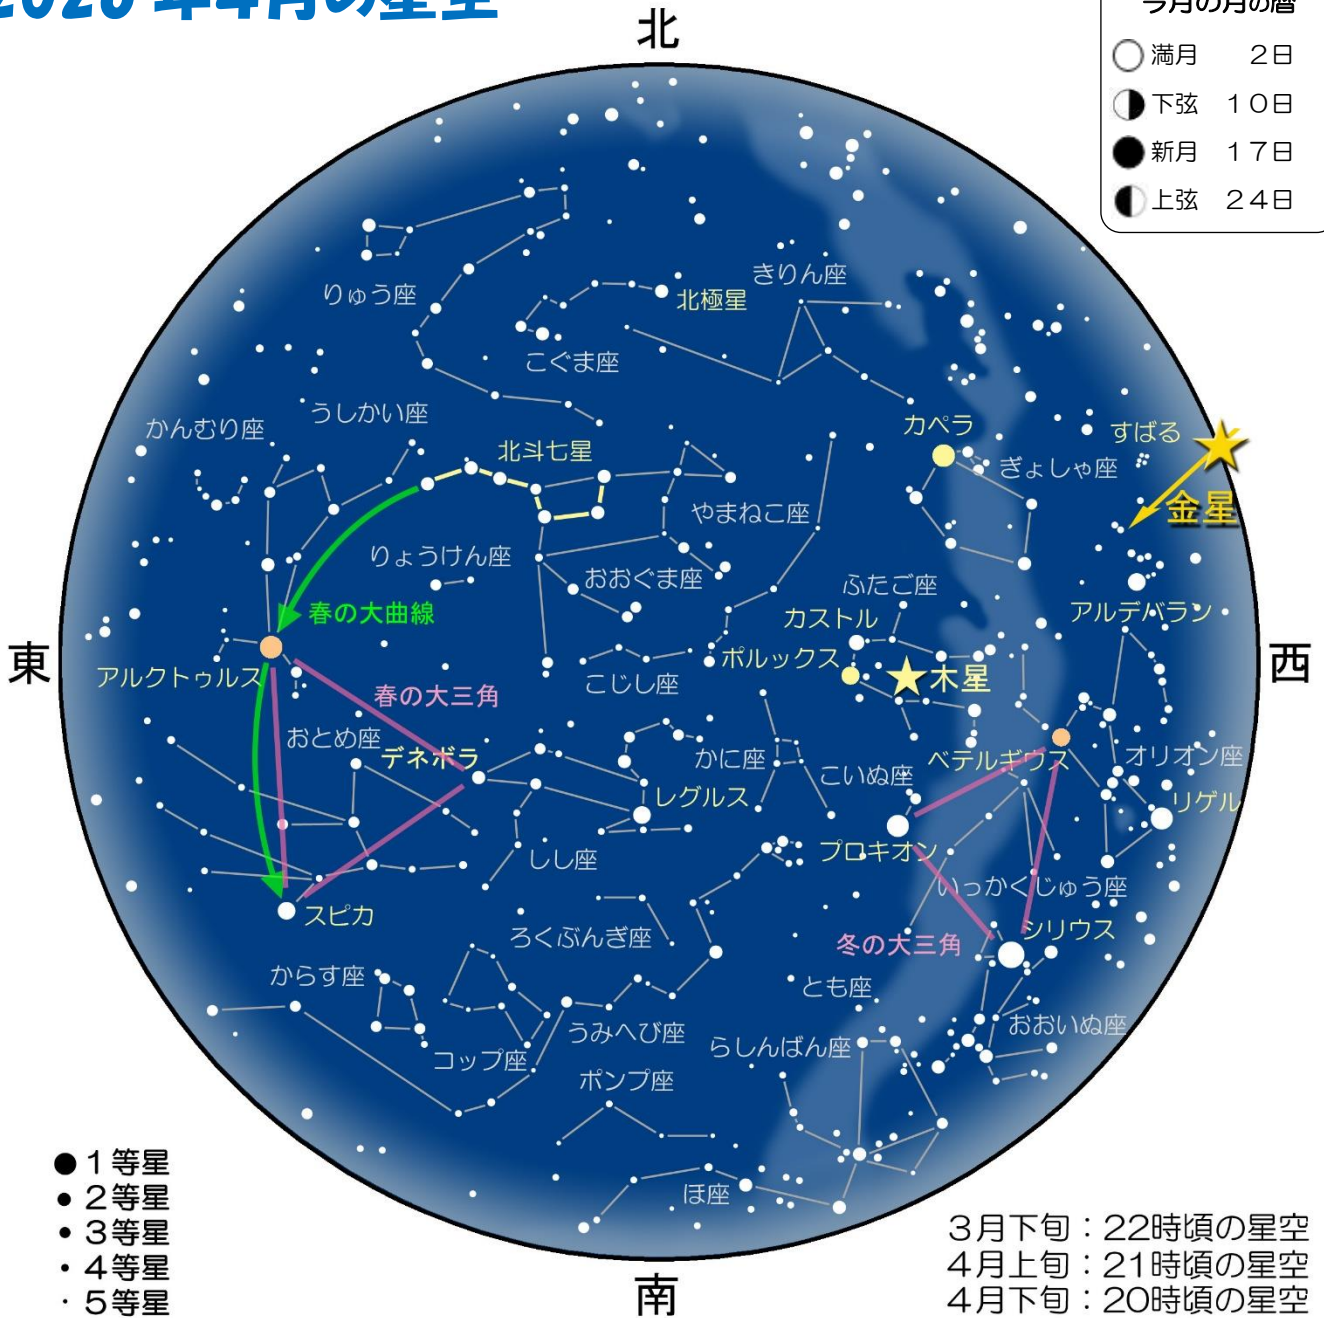 2026年4月の星空
今月の月の暦
満月 2日
下弦 10日
新月 17日
上弦 24日
北
きりん座
りゅう座
北極星
こぐま座
うしかい座
かんむり座
北斗七星
カペラ
すばる
ぎょしゃ座
金星
やまねこ座
りょうけん座
おおぐま座
ふたご座
春の大曲線
カストル
アルデバラン
東
西
ポルックス
木星
アルクトゥルス
こじし座
春の大三角
おとめ座
デネボラ
かに座
ベテルギウス
オリオン座
こいぬ座
レグルス
リゲル
しし座
プロキオン
いっかくじゅう座
スピカ
ろくぶんぎ座
シリウス
冬の大三角
からす座
とも座
うみへび座
おおいぬ座
らしんばん座
コップ座
ポンプ座
ほ座
1等星
2等星
3等星
4等星
5等星
南
3月下旬：22時頃の星空
4月上旬：21時頃の星空
4月下旬：20時頃の星空